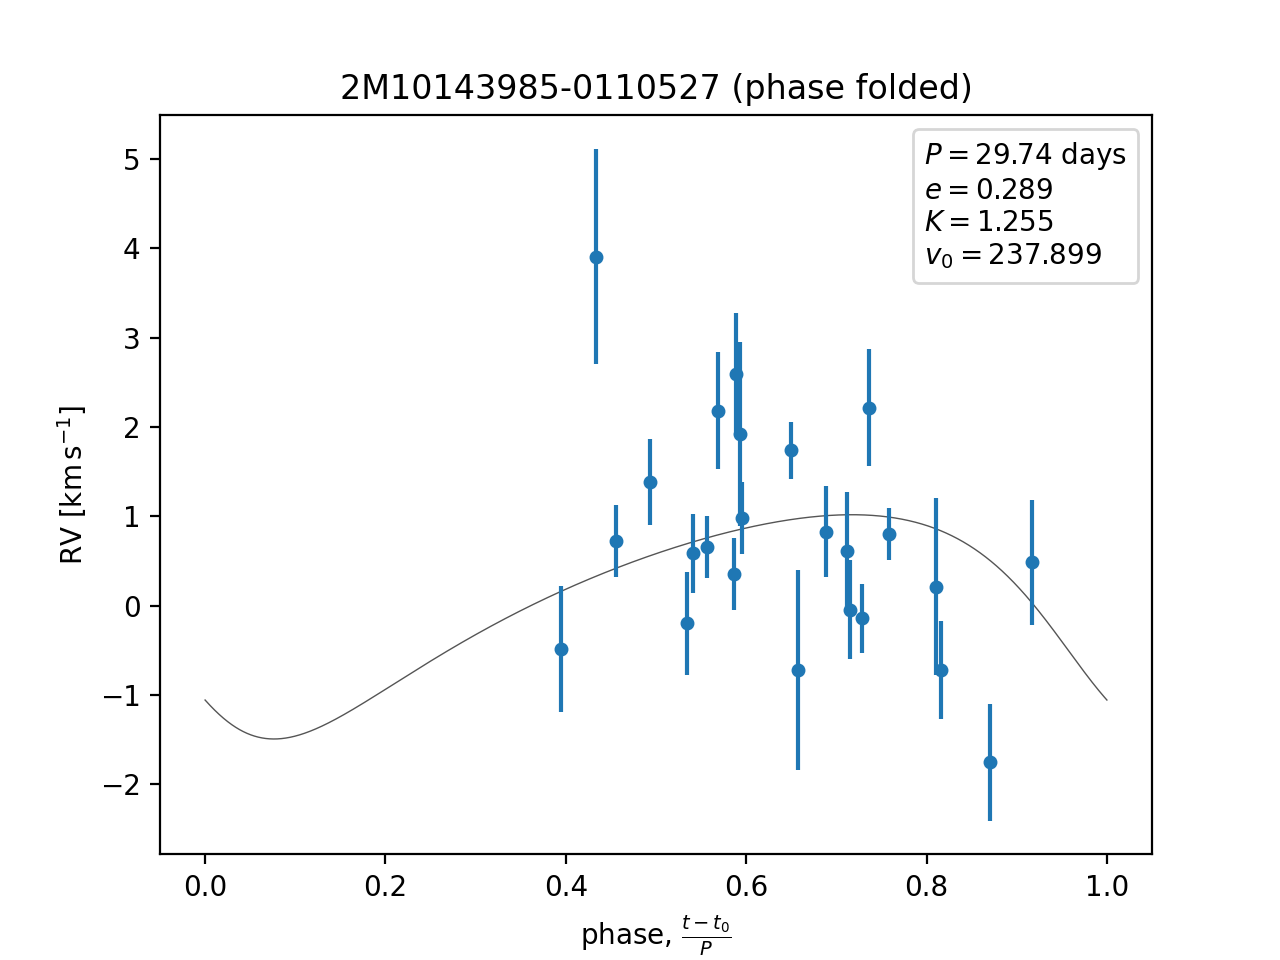 2M10143985-0110527 (phase folded)
P = 29.74 days
e = 0.289
K = 1.255
v₀ = 237.899
RV [km s⁻¹]
5
4
3
2
1
0
−1
−2
0.0 0.2 0.4 0.6 0.8 1.0
phase, (t − t₀)/P